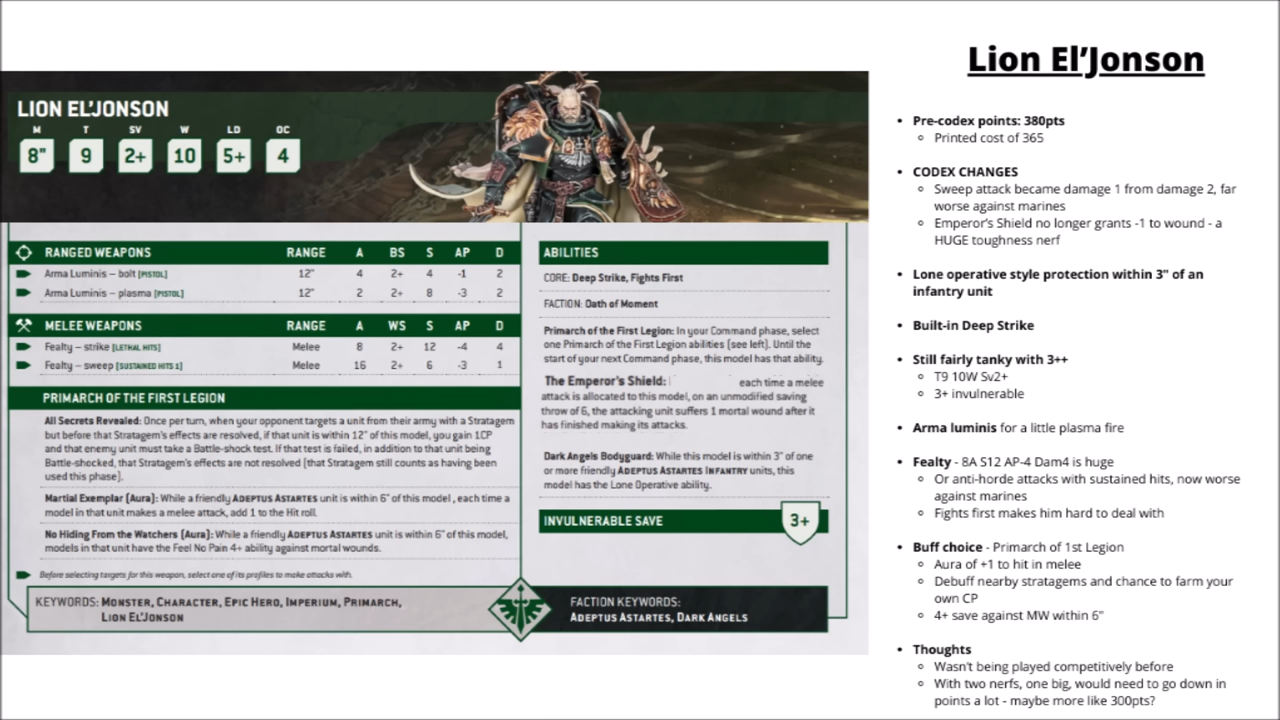 LION EL'JONSON
M T SV W LD OC
8" 9 2+ 10 5+ 4
RANGED WEAPONS RANGE A BS S AP D
Arma Luminis – bolt [PISTOL] 12" 4 2+ 4 -1 2
Arma Luminis – plasma [PISTOL] 12" 2 2+ 8 -3 2
MELEE WEAPONS RANGE A WS S AP D
Fealty – strike [LETHAL HITS] Melee 8 2+ 12 -4 4
Fealty – sweep [SUSTAINED HITS 1] Melee 16 2+ 6 -3 1
PRIMARCH OF THE FIRST LEGION
All Secrets Revealed: Once per turn, when your opponent targets a unit from their army with a Stratagem
but before that Stratagem's effects are resolved, if that unit is within 12" of this model, you gain 1CP
and that enemy unit must take a Battle-shock test. If that test is failed, in addition to that unit being
Battle-shocked, that Stratagem's effects are not resolved (that Stratagem still counts as having been
used this phase).
Martial Exemplar (Aura): While a friendly ADEPTUS ASTARTES unit is within 6" of this model , each time a
model in that unit makes a melee attack, add 1 to the Hit roll.
No Hiding From the Watchers (Aura): While a friendly ADEPTUS ASTARTES unit is within 6" of this model,
models in that unit have the Feel No Pain 4+ ability against mortal wounds.
Before selecting targets for this weapon, select one of its profiles to make attacks with.
KEYWORDS: MONSTER, CHARACTER, EPIC HERO, IMPERIUM, PRIMARCH,
LION EL'JONSON
ABILITIES
CORE: Deep Strike, Fights First
FACTION: Oath of Moment
Primarch of the First Legion: In your Command phase, select
one Primarch of the First Legion abilities (see left). Until the
start of your next Command phase, this model has that ability.
The Emperor's Shield: each time a melee
attack is allocated to this model, on an unmodified saving
throw of 6, the attacking unit suffers 1 mortal wound after it
has finished making its attacks.
Dark Angels Bodyguard: While this model is within 3" of one
or more friendly ADEPTUS ASTARTES INFANTRY units, this
model has the Lone Operative ability.
INVULNERABLE SAVE 3+
FACTION KEYWORDS:
ADEPTUS ASTARTES, DARK ANGELS
Lion El'Jonson
• Pre-codex points: 380pts
○ Printed cost of 365
• CODEX CHANGES
○ Sweep attack became damage 1 from damage 2, far
worse against marines
○ Emperor's Shield no longer grants -1 to wound - a
HUGE toughness nerf
• Lone operative style protection within 3" of an
infantry unit
• Built-in Deep Strike
• Still fairly tanky with 3++
○ T9 10W Sv2+
○ 3+ invulnerable
• Arma luminis for a little plasma fire
• Fealty - 8A S12 AP-4 Dam4 is huge
○ Or anti-horde attacks with sustained hits, now worse
against marines
○ Fights first makes him hard to deal with
• Buff choice - Primarch of 1st Legion
○ Aura of +1 to hit in melee
○ Debuff nearby stratagems and chance to farm your
own CP
○ 4+ save against MW within 6"
• Thoughts
○ Wasn't being played competitively before
○ With two nerfs, one big, would need to go down in
points a lot - maybe more like 300pts?